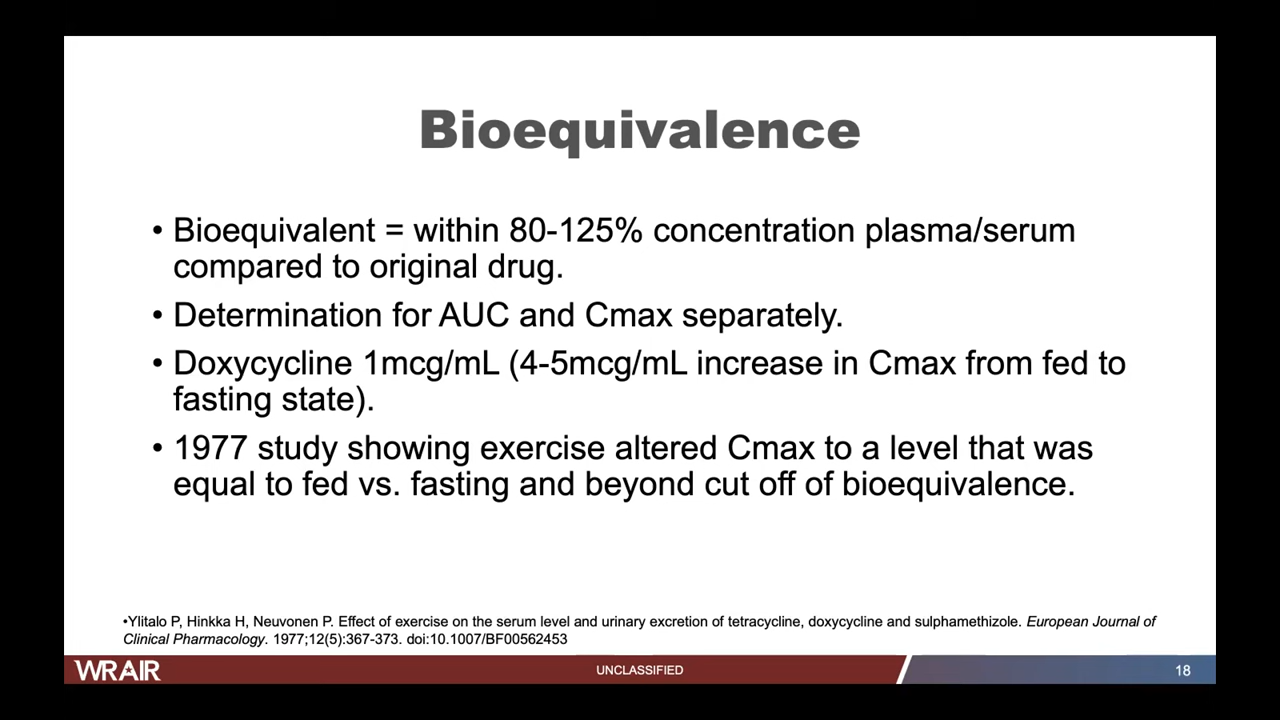 Bioequivalence
• Bioequivalent = within 80-125% concentration plasma/serum
compared to original drug.
• Determination for AUC and Cmax separately.
• Doxycycline 1mcg/mL (4-5mcg/mL increase in Cmax from fed to
fasting state).
• 1977 study showing exercise altered Cmax to a level that was
equal to fed vs. fasting and beyond cut off of bioequivalence.
•Ylitalo P, Hinkka H, Neuvonen P. Effect of exercise on the serum level and urinary excretion of tetracycline, doxycycline and sulphamethizole. European Journal of
Clinical Pharmacology. 1977;12(5):367-373. doi:10.1007/BF00562453
WRAIR
UNCLASSIFIED
18